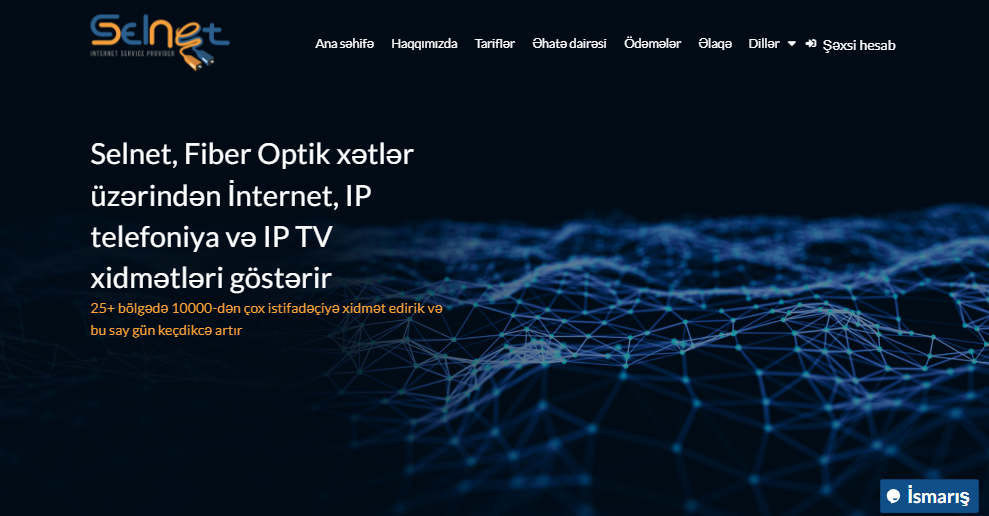 Selnet
INTERNET SERVICE PROVIDER
Ana səhifə Haqqımızda Tariflər Əhatə dairəsi Ödəmələr Əlaqə Dillər Şəxsi hesab
Selnet, Fiber Optik xətlər
üzərindən İnternet, IP
telefoniya və IP TV
xidmətləri göstərir
25+ bölgədə 10000-dən çox istifadəçiyə xidmət edirik və
bu say gün keçdikcə artır
İsmarış